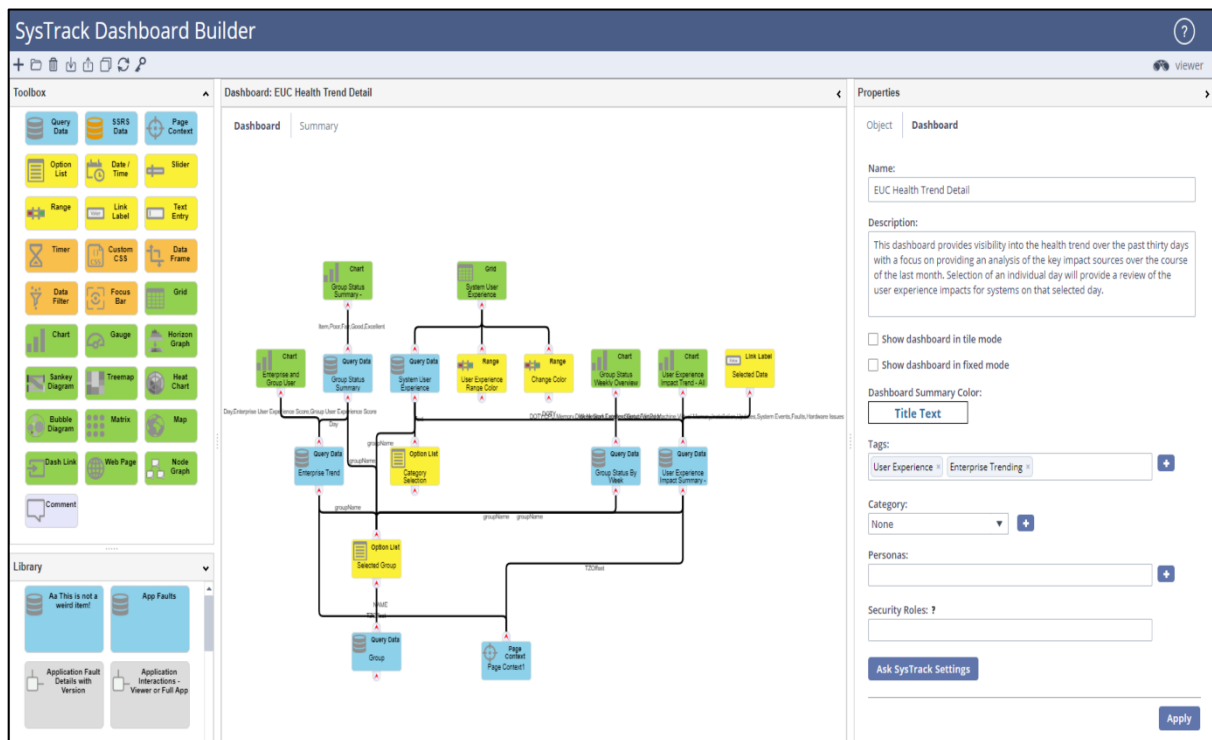 SysTrack Dashboard Builder
?
viewer
Toolbox
Query
Data
SSRS
Data
Page
Context
Option
List
Date /
Time
Slider
Range
Link
Label
Text
Entry
Timer
Custom
CSS
Data
Frame
Data
Filter
Focus
Bar
Grid
Chart
Gauge
Horizon
Graph
Sankey
Diagram
Treemap
Heat
Chart
Bubble
Diagram
Matrix
Map
Dash Link
Web Page
Node
Graph
Comment
Library
Aa This is not a
weird item!
App Faults
Application Fault
Details with
Version
Application
Interactions -
Viewer or Full App
Dashboard: EUC Health Trend Detail
Dashboard Summary
Chart
Group Status
Summary -
Grid
System User
Experience
Item,Poor,Fair,Good,Excellent
Chart
Enterprise and
Group User
Query Data
Group Status
Summary
Query Data
System User
Experience
Range
User Experience
Range Color
Range
Change Color
Chart
Group Status
Weekly Overview
Chart
User Experience
Impact Trend - All
Link Label
Selected Date
Day,Enterprise User Experience Score,Group User Experience Score
Day
groupName
Query Data
Enterprise Trend
groupName
Option List
Category
Selection
Query Data
Group Status By
Week
Query Data
User Experience
Impact Summary -
groupName
groupName groupName
Option List
Selected Group
TZOffset
NAME
Query Data
Group
Page
Context
Page Context1
Properties
Object Dashboard
Name:
EUC Health Trend Detail
Description:
This dashboard provides visibility into the health trend over the past thirty days
with a focus on providing an analysis of the key impact sources over the course
of the last month. Selection of an individual day will provide a review of the
user experience impacts for systems on that selected day.
Show dashboard in tile mode
Show dashboard in fixed mode
Dashboard Summary Color:
Title Text
Tags:
User Experience × Enterprise Trending ×
Category:
None
Personas:
Security Roles: ?
Ask SysTrack Settings
Apply